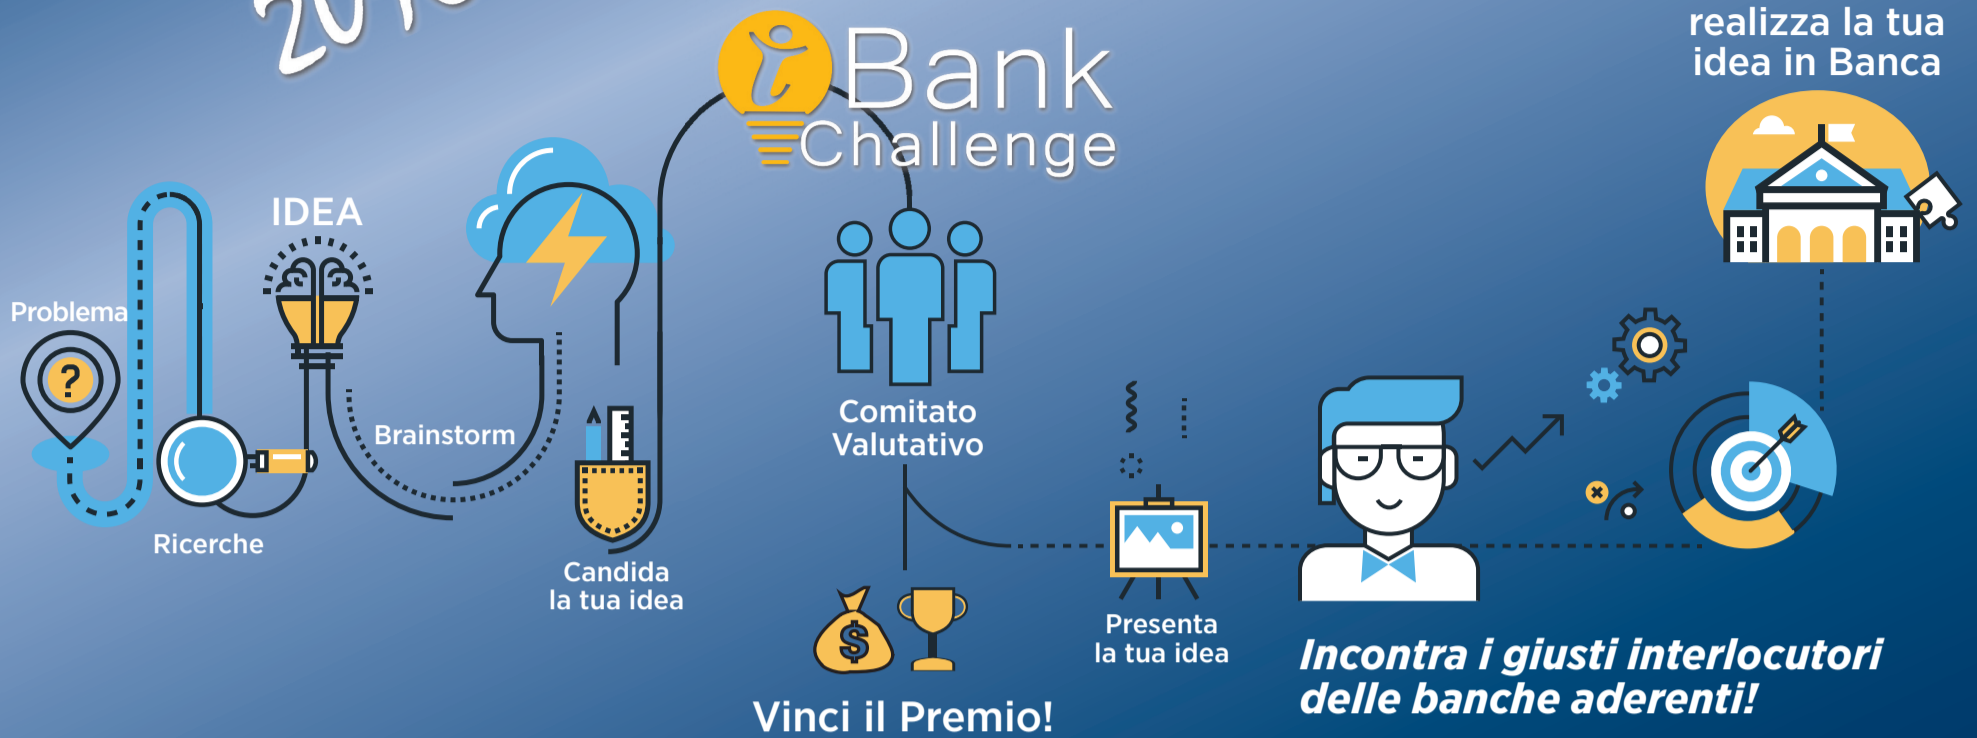 iBank
Challenge
realizza la tua
idea in Banca
IDEA
Problema
?
Brainstorm
Ricerche
Candida
la tua idea
Comitato
Valutativo
$
Vinci il Premio!
Presenta
la tua idea
Incontra i giusti interlocutori
delle banche aderenti!